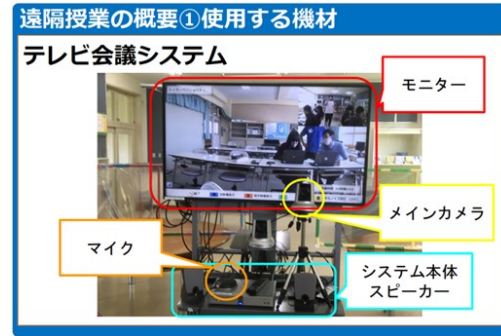 遠隔授業の概要①使用する機材
テレビ会議システム
モニター
メインカメラ
マイク
システム本体
スピーカー